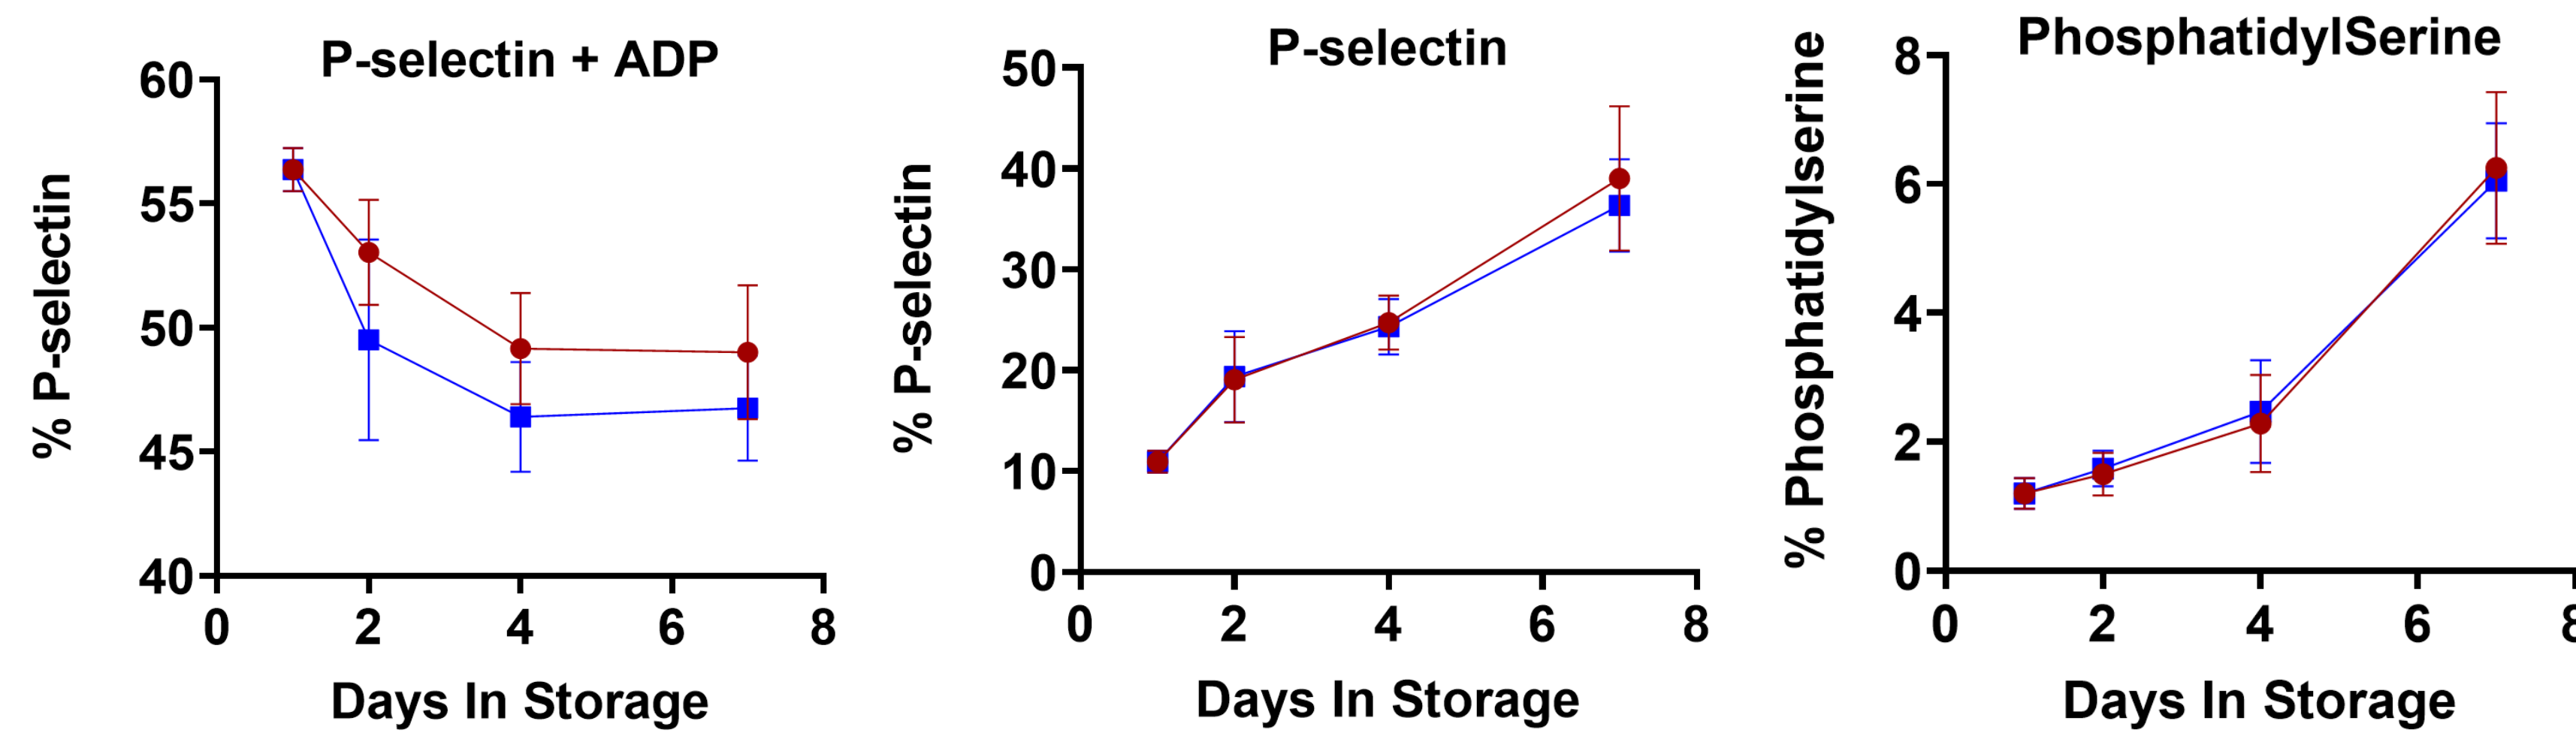 P-selectin + ADP
% P-selectin
60
55
50
45
40
0 2 4 6 8
Days In Storage
P-selectin
% P-selectin
50
40
30
20
10
0
0 2 4 6 8
Days In Storage
PhosphatidylSerine
% Phosphatidylserine
8
6
4
2
0
0 2 4 6 8
Days In Storage